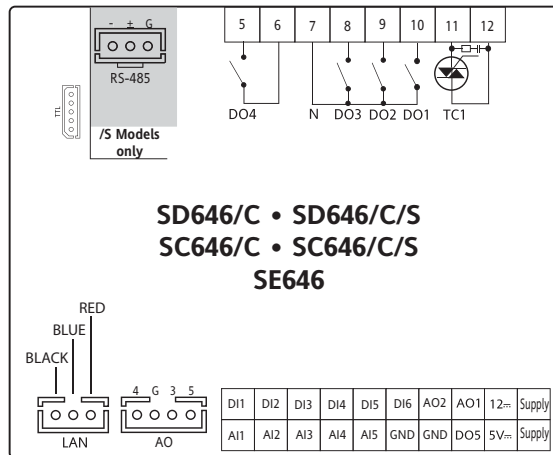 - ± G
RS-485
TTL
/S Models
only
5 6 7 8 9 10 11 12
DO4 N DO3 DO2 DO1 TC1
SD646/C • SD646/C/S
SC646/C • SC646/C/S
SE646
RED
BLUE
BLACK
LAN
4 G 3 5
AO
DI1 DI2 DI3 DI4 DI5 DI6 AO2 AO1 12⎓ Supply
AI1 AI2 AI3 AI4 AI5 GND GND DO5 5V⎓ Supply